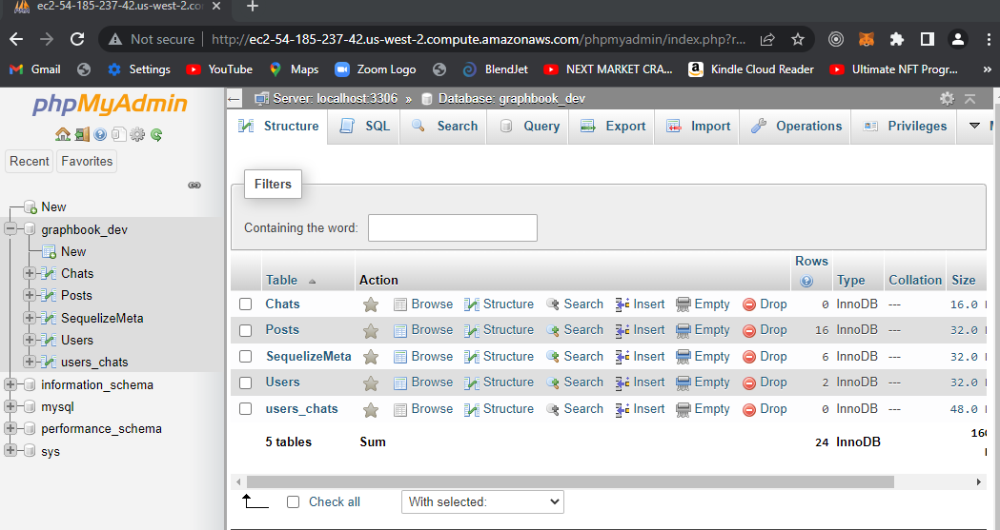 ec2-54-185-237-42.us-west-2.com
Not secure | http://ec2-54-185-237-42.us-west-2.compute.amazonaws.com/phpmyadmin/index.php?r...
Gmail Settings YouTube Maps Zoom Logo BlendJet NEXT MARKET CRA... Kindle Cloud Reader Ultimate NFT Progr... »
phpMyAdmin
Recent Favorites
New
graphbook_dev
New
Chats
Posts
SequelizeMeta
Users
users_chats
information_schema
mysql
performance_schema
sys
Server: localhost:3306 » Database: graphbook_dev
Structure SQL Search Query Export Import Operations Privileges
Filters
Containing the word:
Table Action Rows Type Collation Size
Chats Browse Structure Search Insert Empty Drop 0 InnoDB --- 16.0
Posts Browse Structure Search Insert Empty Drop 16 InnoDB --- 32.0
SequelizeMeta Browse Structure Search Insert Empty Drop 6 InnoDB --- 32.0
Users Browse Structure Search Insert Empty Drop 2 InnoDB --- 32.0
users_chats Browse Structure Search Insert Empty Drop 0 InnoDB --- 48.0
5 tables Sum 24 InnoDB
Check all With selected: